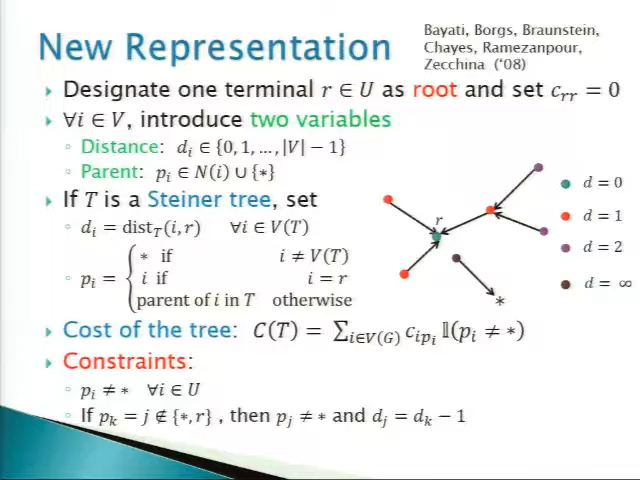 New Representation
Bayati, Borgs, Braunstein,
Chayes, Ramezanpour,
Zecchina ('08)
Designate one terminal r ∈ U as root and set c_rr = 0
∀i ∈ V, introduce two variables
Distance: d_i ∈ {0, 1, ..., |V| − 1}
Parent: p_i ∈ N(i) ∪ {*}
If T is a Steiner tree, set
d_i = dist_T(i, r) ∀i ∈ V(T)
p_i = { * if i ≠ V(T)
i if i = r
parent of i in T otherwise
r
*
d = 0
d = 1
d = 2
d = ∞
Cost of the tree: C(T) = ∑_{i∈V(G)} c_{ip_i} 𝕀(p_i ≠ *)
Constraints:
p_i ≠ * ∀i ∈ U
If p_k = j ∉ {*, r} , then p_j ≠ * and d_j = d_k − 1